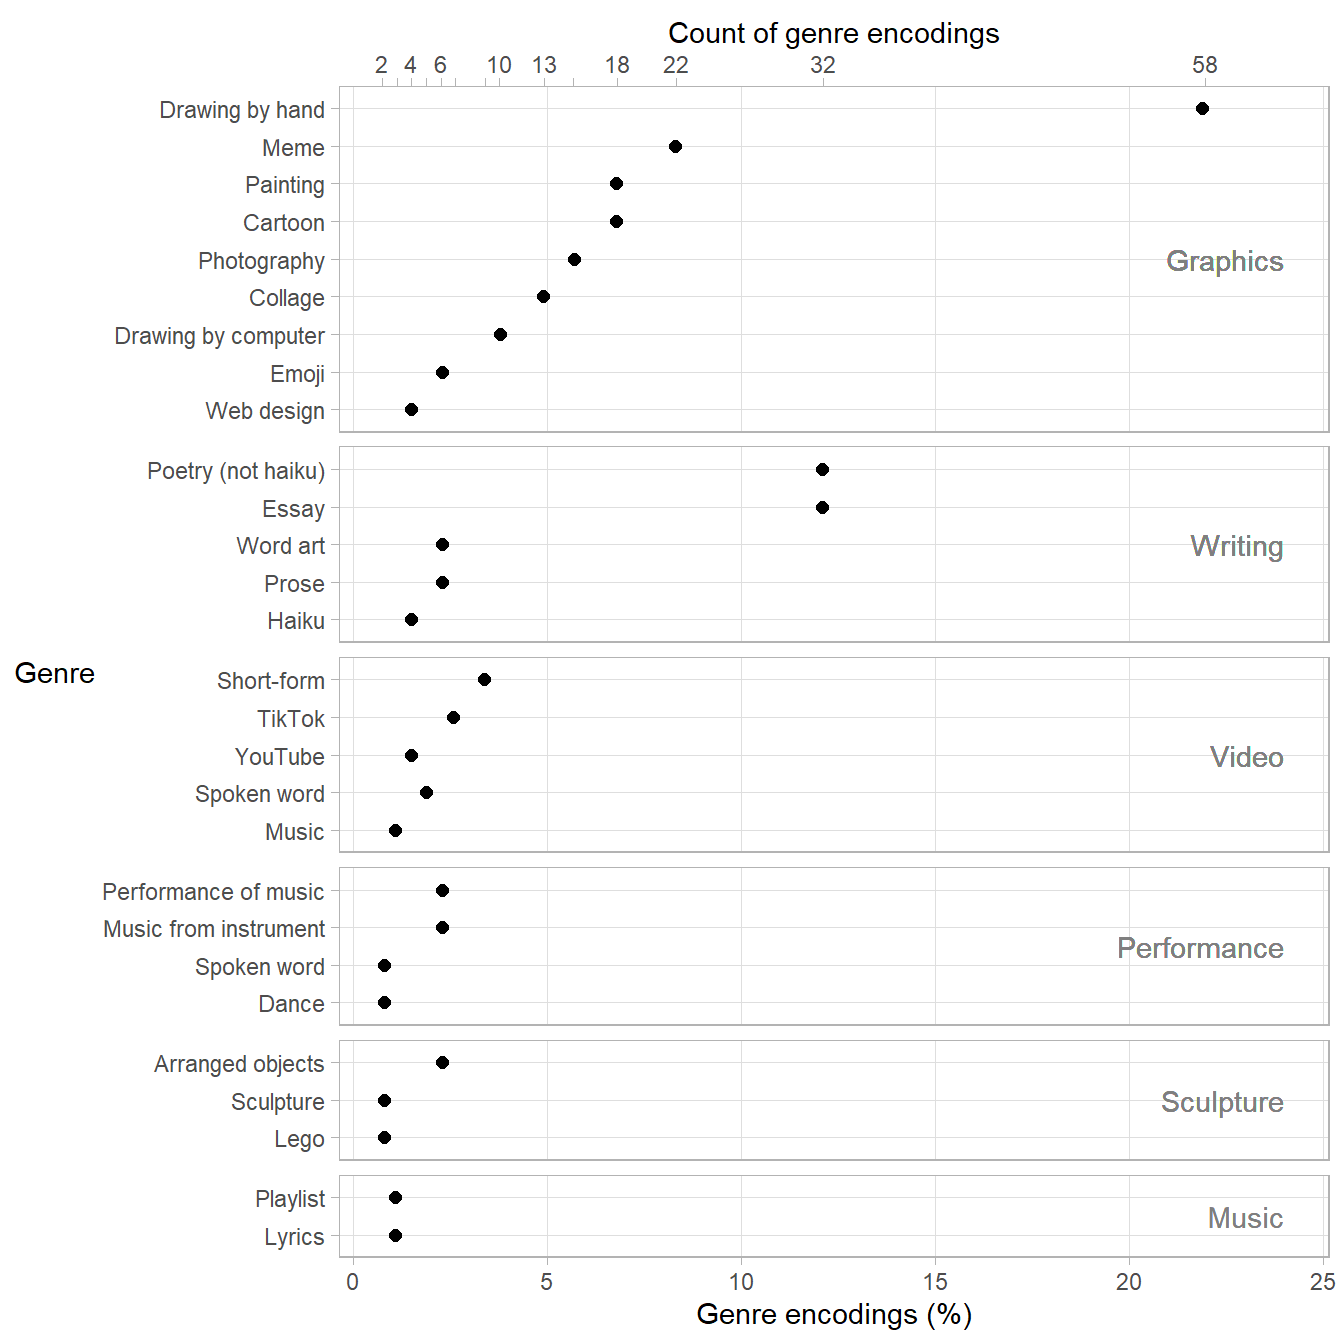 Count of genre encodings
2 4 6 10 13 18 22 32 58
Drawing by hand
Meme
Painting
Cartoon
Photography
Graphics
Collage
Drawing by computer
Emoji
Web design
Poetry (not haiku)
Essay
Word art
Writing
Prose
Haiku
Genre
Short-form
TikTok
YouTube
Video
Spoken word
Music
Performance of music
Music from instrument
Performance
Spoken word
Dance
Arranged objects
Sculpture
Sculpture
Lego
Playlist
Music
Lyrics
0 5 10 15 20 25
Genre encodings (%)